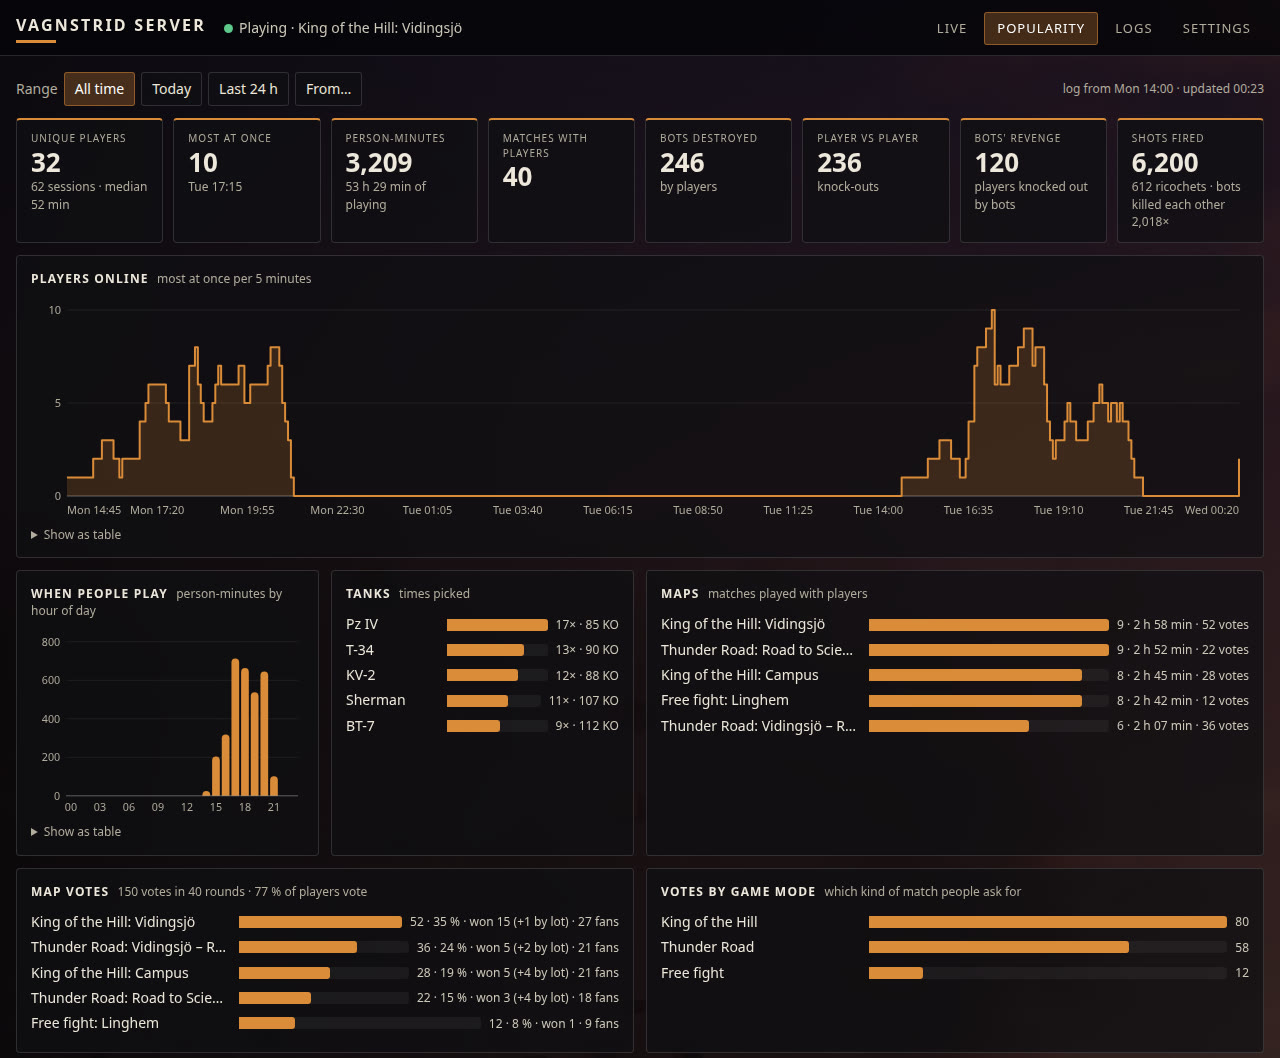 VAGNSTRID SERVER
Playing · King of the Hill: Vidingsjö
LIVE
POPULARITY
LOGS
SETTINGS
Range
All time
Today
Last 24 h
From...
log from Mon 14:00 · updated 00:23
UNIQUE PLAYERS
32
62 sessions · median
52 min
MOST AT ONCE
10
Tue 17:15
PERSON-MINUTES
3,209
53 h 29 min of
playing
MATCHES WITH
PLAYERS
40
BOTS DESTROYED
246
by players
PLAYER VS PLAYER
236
knock-outs
BOTS' REVENGE
120
players knocked out
by bots
SHOTS FIRED
6,200
612 ricochets · bots
killed each other
2,018×
PLAYERS ONLINE most at once per 5 minutes
10
5
0
Mon 14:45 Mon 17:20 Mon 19:55 Mon 22:30 Tue 01:05 Tue 03:40 Tue 06:15 Tue 08:50 Tue 11:25 Tue 14:00 Tue 16:35 Tue 19:10 Tue 21:45 Wed 00:20
Show as table
WHEN PEOPLE PLAY person-minutes by
hour of day
800
600
400
200
0
00 03 06 09 12 15 18 21
Show as table
TANKS times picked
Pz IV 17× · 85 KO
T-34 13× · 90 KO
KV-2 12× · 88 KO
Sherman 11× · 107 KO
BT-7 9× · 112 KO
MAPS matches played with players
King of the Hill: Vidingsjö 9 · 2 h 58 min · 52 votes
Thunder Road: Road to Scie... 9 · 2 h 52 min · 22 votes
King of the Hill: Campus 8 · 2 h 45 min · 28 votes
Free fight: Linghem 8 · 2 h 42 min · 12 votes
Thunder Road: Vidingsjö – R... 6 · 2 h 07 min · 36 votes
MAP VOTES 150 votes in 40 rounds · 77 % of players vote
King of the Hill: Vidingsjö 52 · 35 % · won 15 (+1 by lot) · 27 fans
Thunder Road: Vidingsjö – R... 36 · 24 % · won 5 (+2 by lot) · 21 fans
King of the Hill: Campus 28 · 19 % · won 5 (+4 by lot) · 21 fans
Thunder Road: Road to Scie... 22 · 15 % · won 3 (+4 by lot) · 18 fans
Free fight: Linghem 12 · 8 % · won 1 · 9 fans
VOTES BY GAME MODE which kind of match people ask for
King of the Hill 80
Thunder Road 58
Free fight 12